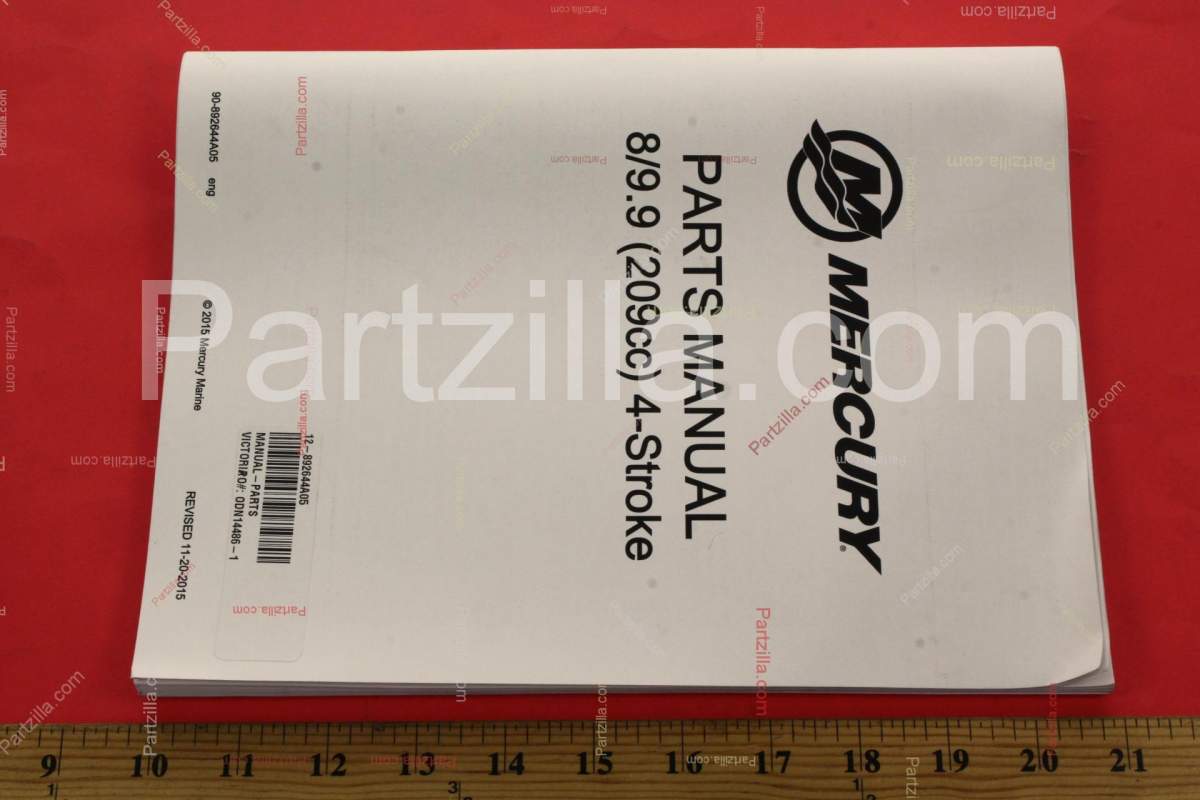 MERCURY®
PARTS MANUAL
8/9.9 (209cc) 4-Stroke
12-892644A05
MANUAL-PARTS
VICTORIPO#: ODN14486-1
90-892644A05 eng
© 2015 Mercury Marine
REVISED 11-20-2015
Partzilla.com
9 10 11 12 13 14 15 16 17 18 19 20 21